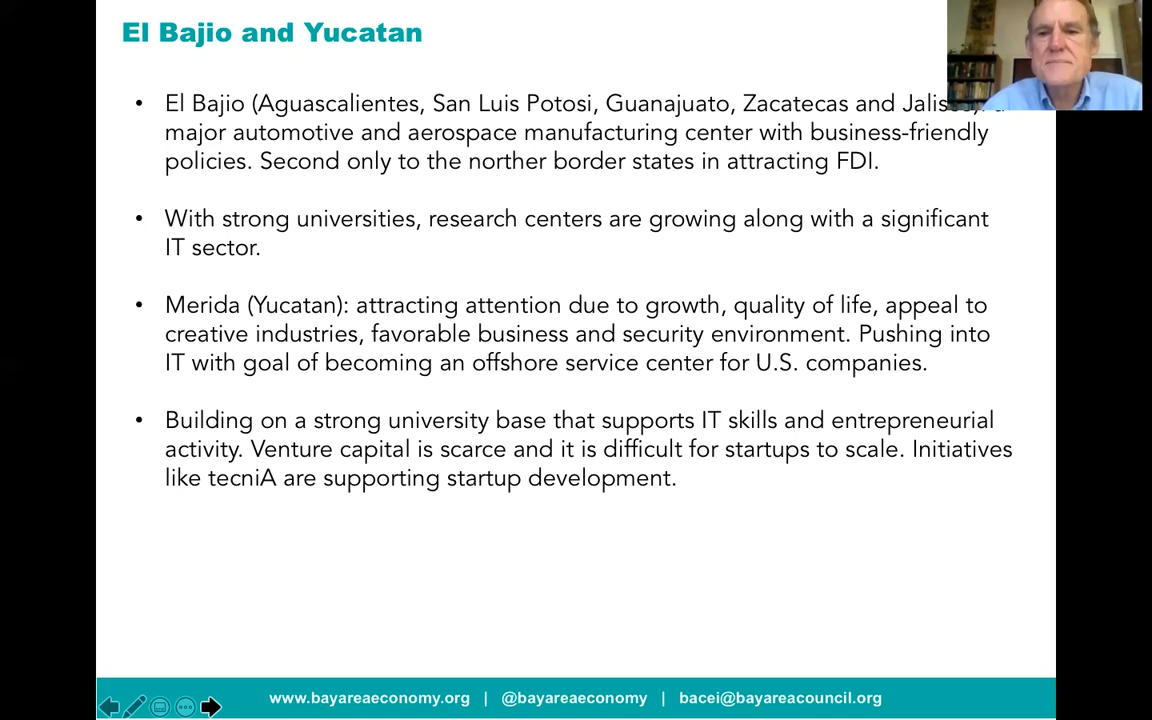 El Bajio and Yucatan
• El Bajio (Aguascalientes, San Luis Potosi, Guanajuato, Zacatecas and
major automotive and aerospace manufacturing center with business-friendly
policies. Second only to the norther border states in attracting FDI.
• With strong universities, research centers are growing along with a significant
IT sector.
• Merida (Yucatan): attracting attention due to growth, quality of life, appeal to
creative industries, favorable business and security environment. Pushing into
IT with goal of becoming an offshore service center for U.S. companies.
• Building on a strong university base that supports IT skills and entrepreneurial
activity. Venture capital is scarce and it is difficult for startups to scale. Initiatives
like tecniA are supporting startup development.
www.bayareaeconomy.org | @bayareaeconomy | bacei@bayareacouncil.org